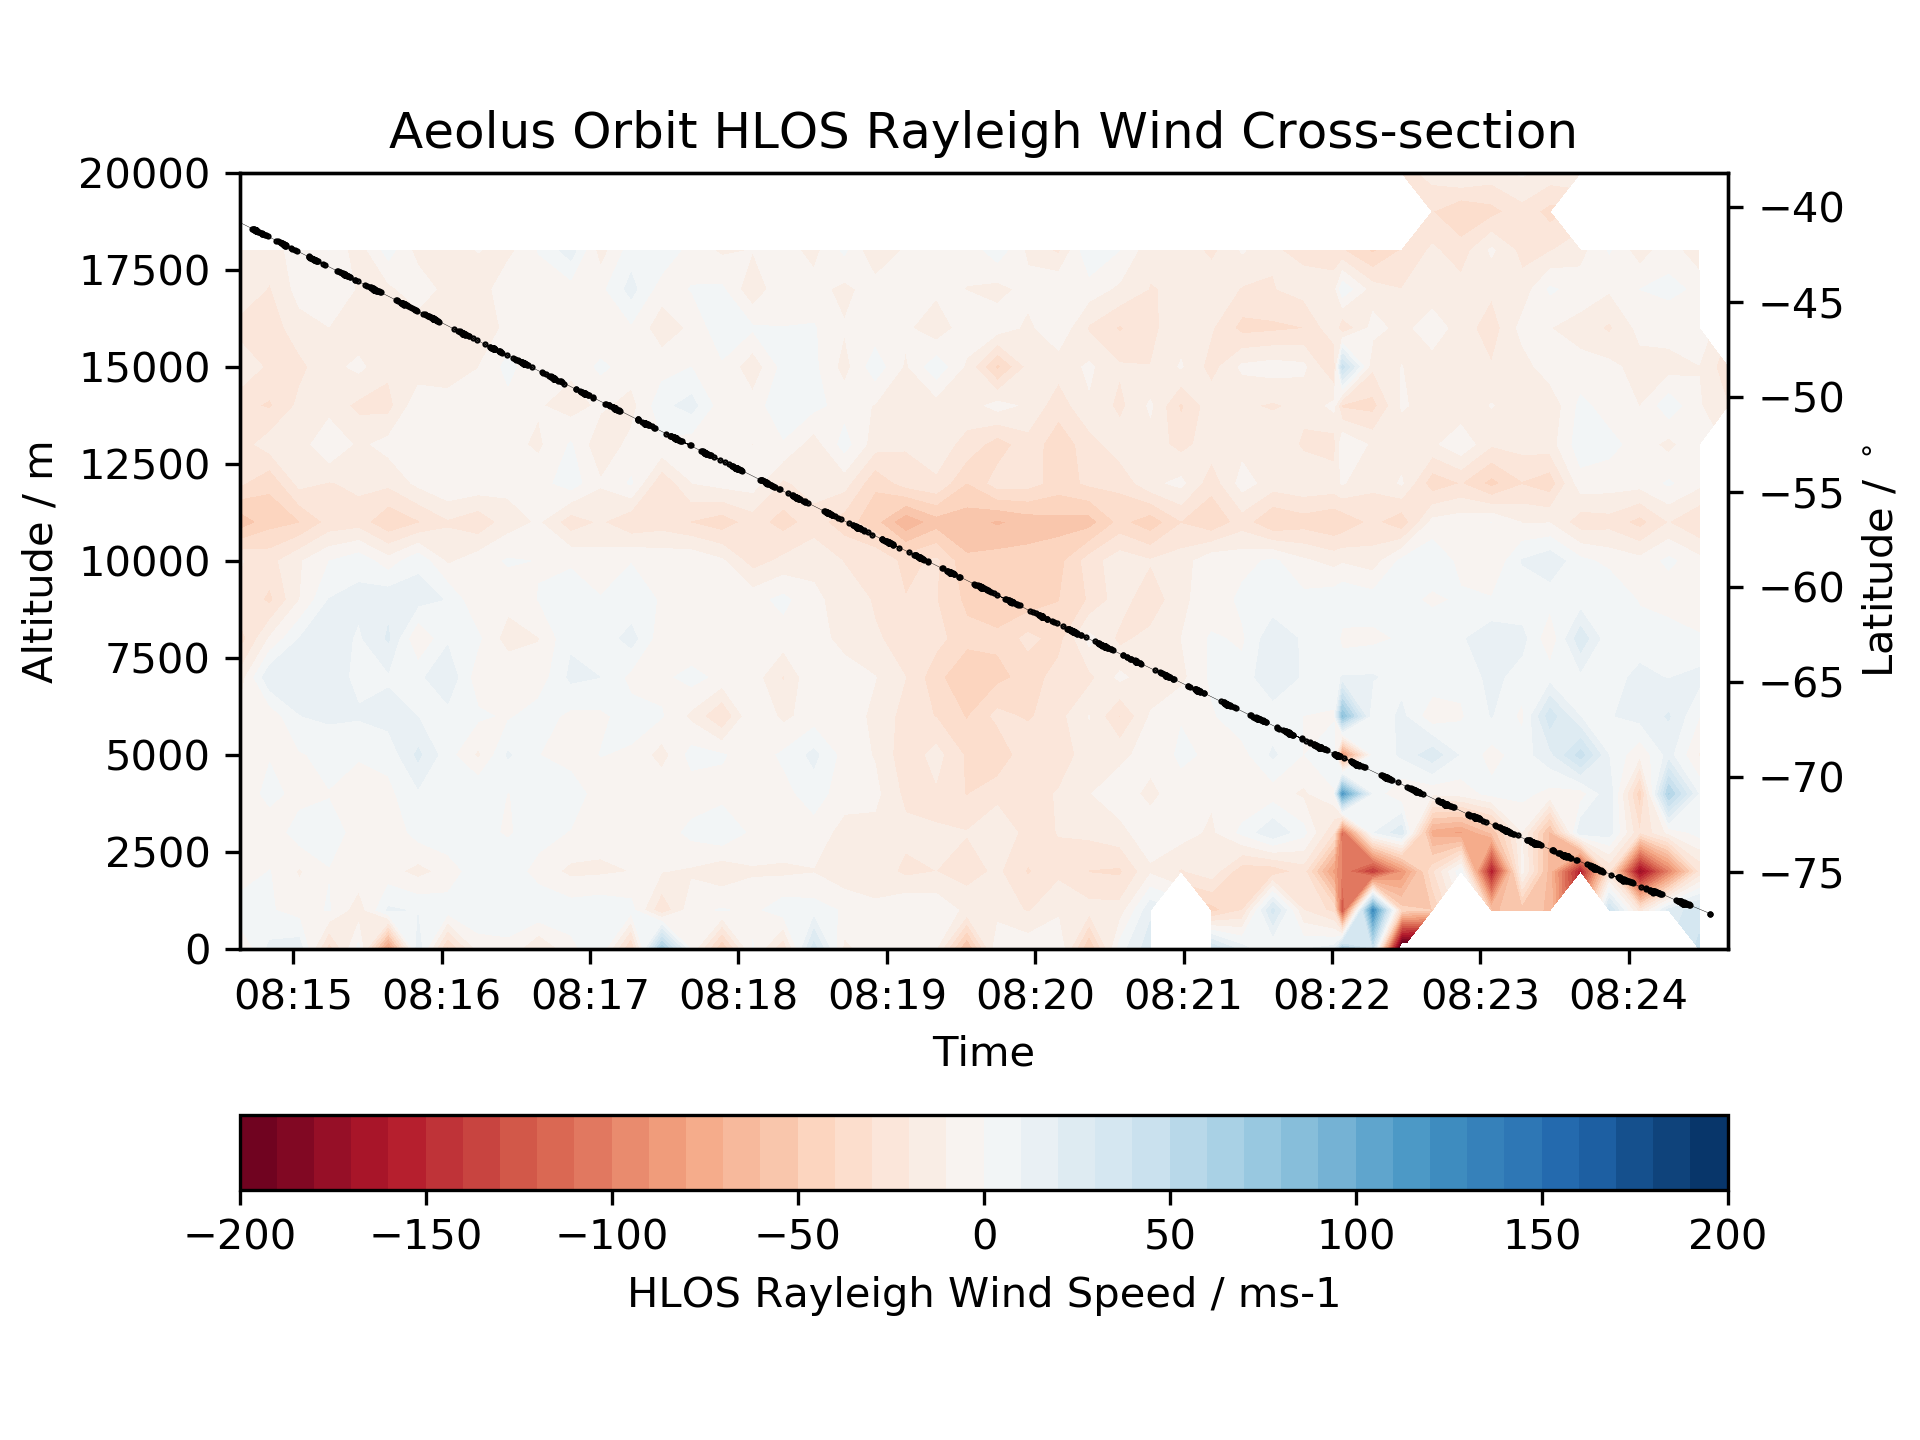 Aeolus Orbit HLOS Rayleigh Wind Cross-section
20000
17500
15000
12500
10000
7500
5000
2500
0
Altitude / m
−40
−45
−50
−55
−60
−65
−70
−75
Latitude / °
08:15 08:16 08:17 08:18 08:19 08:20 08:21 08:22 08:23 08:24
Time
−200 −150 −100 −50 0 50 100 150 200
HLOS Rayleigh Wind Speed / ms-1